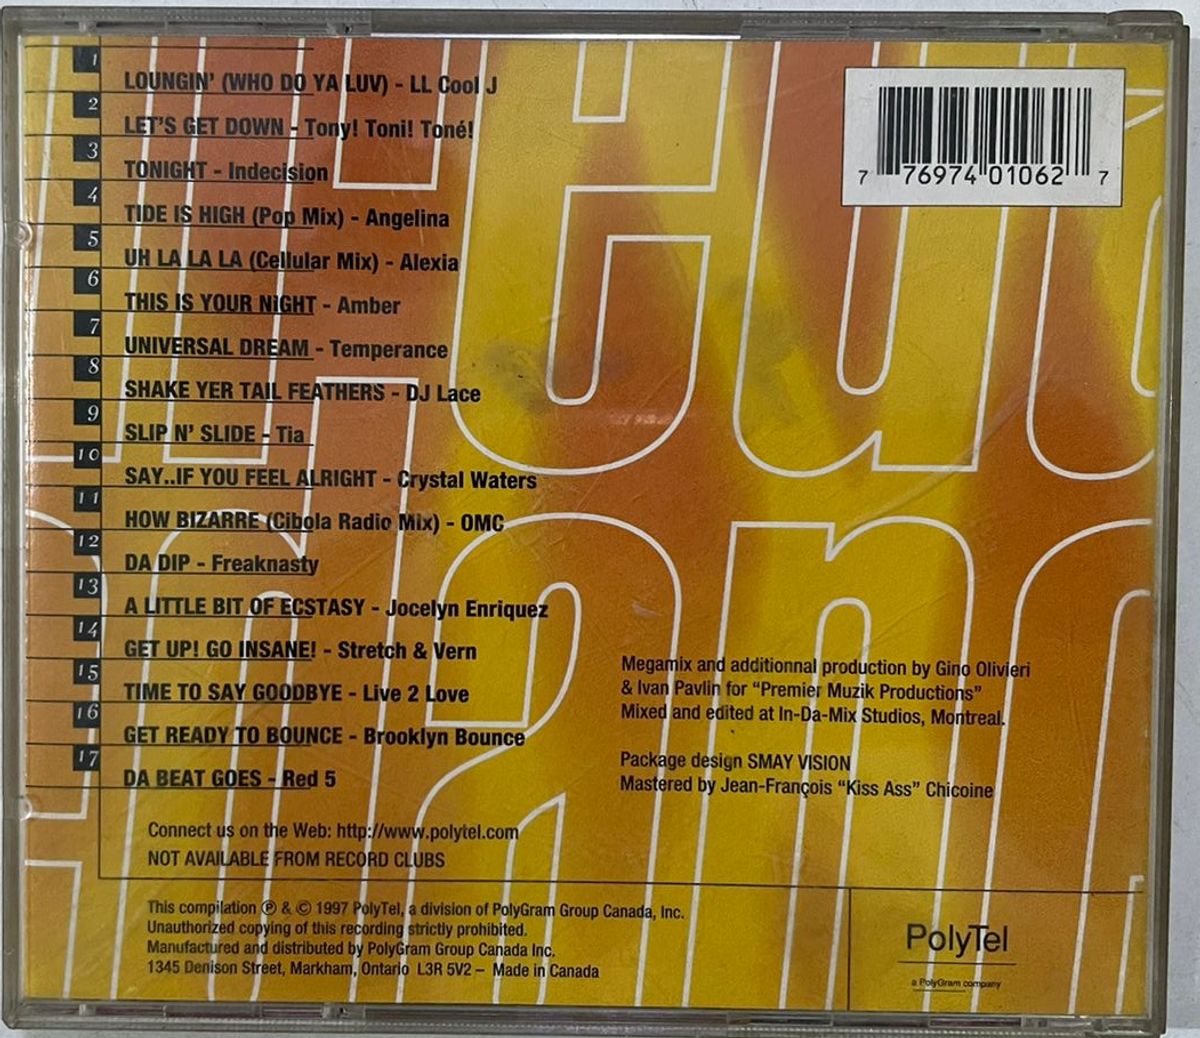 1
LOUNGIN' (WHO DO YA LUV) - LL Cool J
2
LET'S GET DOWN - Tony! Toni! Toné!
3
TONIGHT - Indecision
4
TIDE IS HIGH (Pop Mix) - Angelina
5
UH LA LA LA (Cellular Mix) - Alexia
6
THIS IS YOUR NIGHT - Amber
7
UNIVERSAL DREAM - Temperance
8
SHAKE YER TAIL FEATHERS - DJ Lace
9
SLIP N' SLIDE - Tia
10
SAY..IF YOU FEEL ALRIGHT - Crystal Waters
11
HOW BIZARRE (Cibola Radio Mix) - OMC
12
DA DIP - Freaknasty
13
A LITTLE BIT OF ECSTASY - Jocelyn Enriquez
14
GET UP! GO INSANE! - Stretch & Vern
15
TIME TO SAY GOODBYE - Live 2 Love
16
GET READY TO BOUNCE - Brooklyn Bounce
17
DA BEAT GOES - Red 5
7 76974 01062 7
Megamix and additionnal production by Gino Olivieri
& Ivan Pavlin for "Premier Muzik Productions"
Mixed and edited at In-Da-Mix Studios, Montreal.
Package design SMAY VISION
Mastered by Jean-François "Kiss Ass" Chicoine
Connect us on the Web: http://www.polytel.com
NOT AVAILABLE FROM RECORD CLUBS
This compilation ℗ & © 1997 PolyTel, a division of PolyGram Group Canada, Inc.
Unauthorized copying of this recording strictly prohibited.
Manufactured and distributed by PolyGram Group Canada Inc.
1345 Denison Street, Markham, Ontario L3R 5V2 – Made in Canada
PolyTel
a PolyGram company